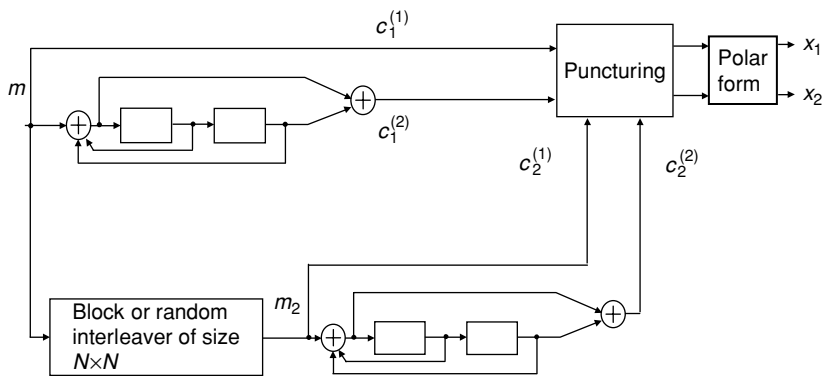 c₁⁽¹⁾
m
c₁⁽²⁾
Puncturing
Polar
form
x₁
x₂
c₂⁽¹⁾
c₂⁽²⁾
Block or random
interleaver of size
N×N
m₂